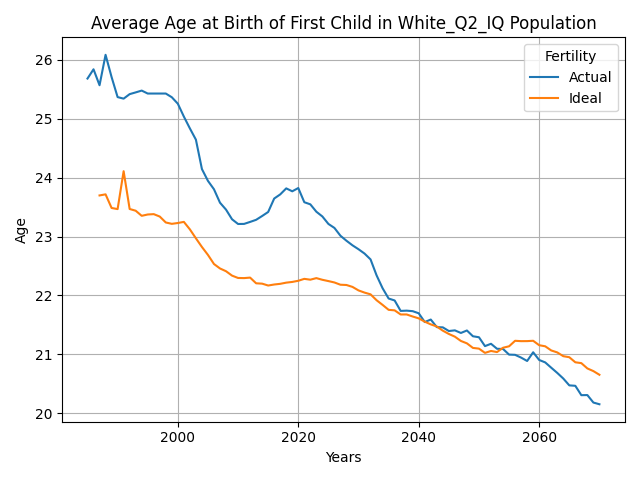 Average Age at Birth of First Child in White_Q2_IQ Population
Fertility
Actual
Ideal
26
25
24
23
22
21
20
Age
2000
2020
2040
2060
Years